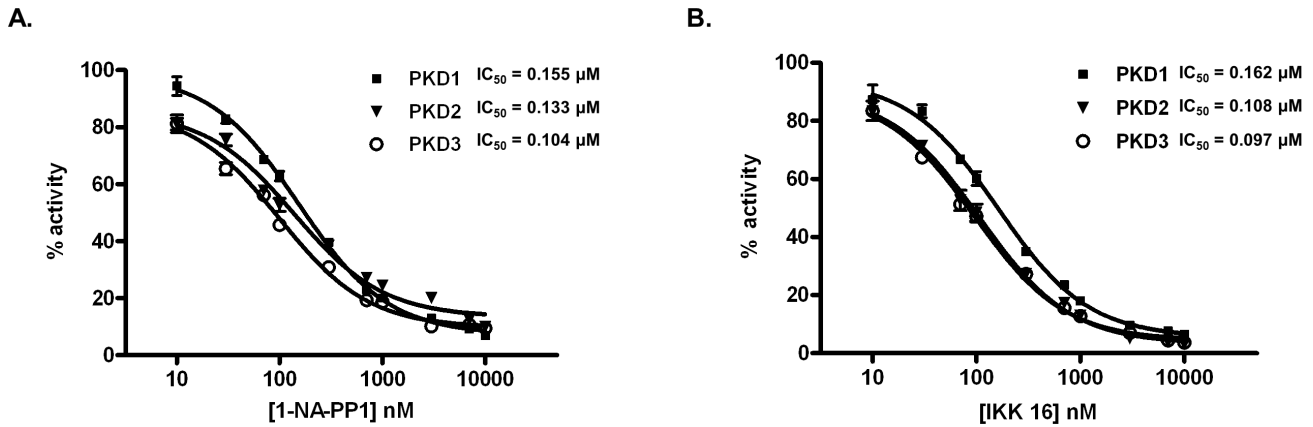 A.
100
80
60
40
20
0
% activity
10 100 1000 10000
[1-NA-PP1] nM
PKD1 IC50 = 0.155 µM
PKD2 IC50 = 0.133 µM
PKD3 IC50 = 0.104 µM
B.
100
80
60
40
20
0
% activity
10 100 1000 10000
[IKK 16] nM
PKD1 IC50 = 0.162 µM
PKD2 IC50 = 0.108 µM
PKD3 IC50 = 0.097 µM